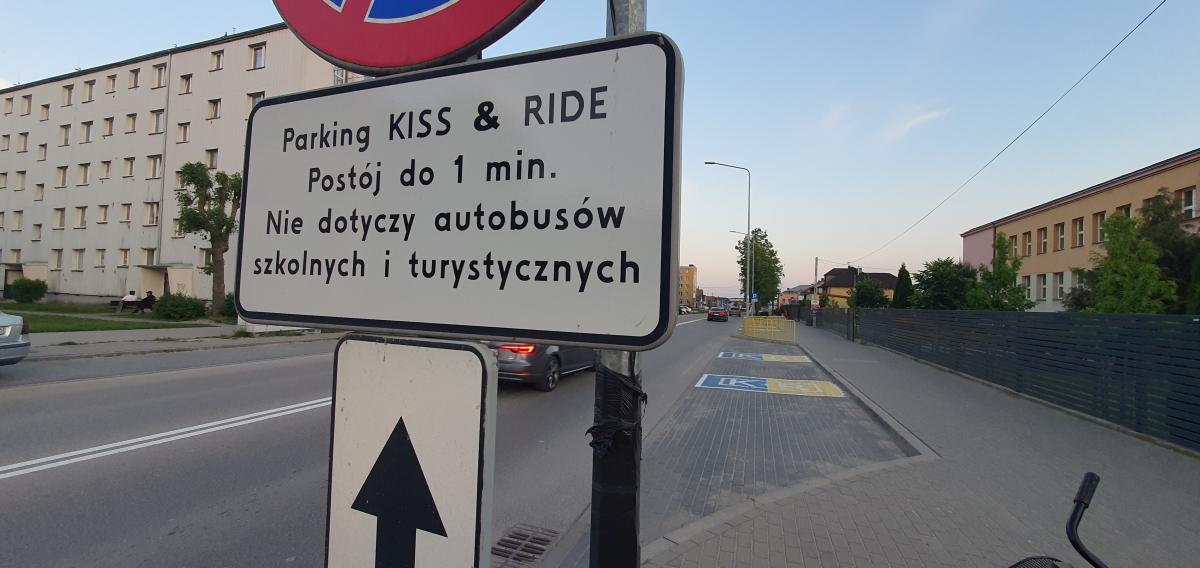 Parking KISS & RIDE
Postój do 1 min.
Nie dotyczy autobusów
szkolnych i turystycznych